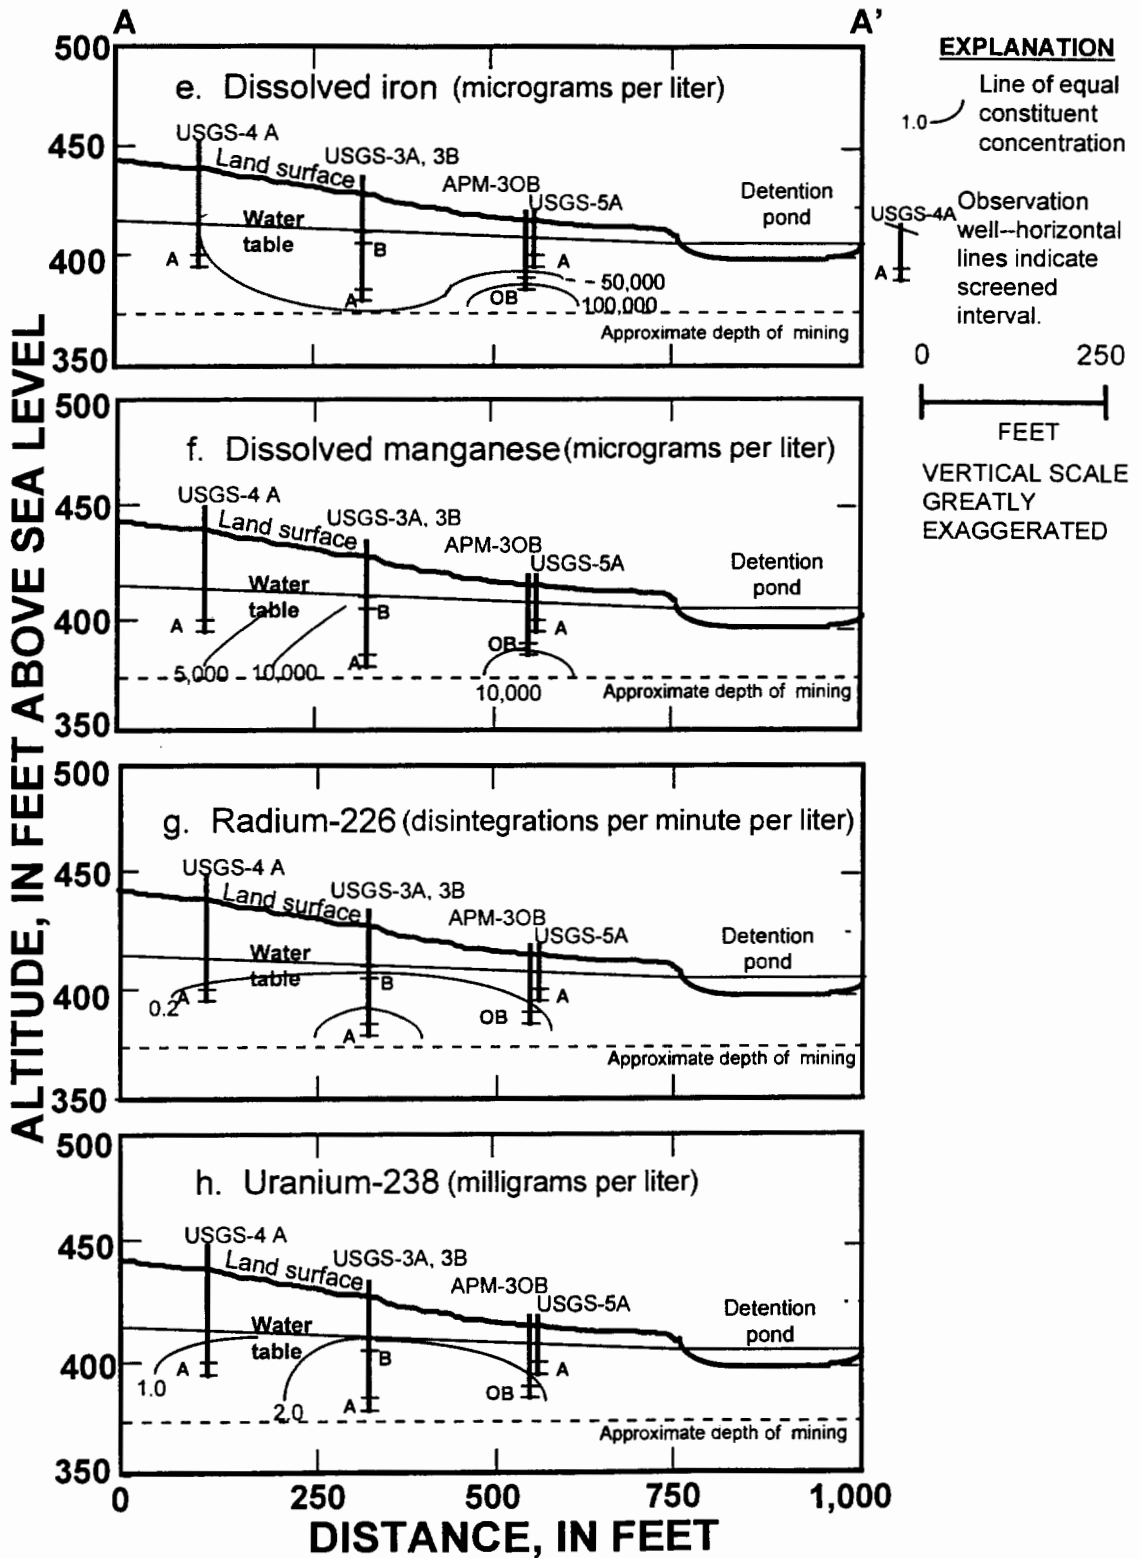 A
A'
500
e. Dissolved iron (micrograms per liter)
USGS-4 A
450
Land surface
USGS-3A, 3B
APM-3OB
USGS-5A
Detention
pond
Water
table
B
400
A
A
50,000
OB
100,000
A
Approximate depth of mining
350
EXPLANATION
1.0
Line of equal
constituent
concentration
USGS-4A
A
Observation
well--horizontal
lines indicate
screened
interval.
0 250
FEET
VERTICAL SCALE
GREATLY
EXAGGERATED
500
f. Dissolved manganese (micrograms per liter)
USGS-4 A
450
Land surface
USGS-3A, 3B
APM-3OB
USGS-5A
Detention
pond
Water
table
B
400
A
A
OB
A
5,000
10,000
10,000
Approximate depth of mining
350
500
g. Radium-226 (disintegrations per minute per liter)
USGS-4 A
450
Land surface
USGS-3A, 3B
APM-3OB
USGS-5A
Detention
pond
Water
table
B
400
A
A
0.2
OB
A
Approximate depth of mining
350
500
h. Uranium-238 (milligrams per liter)
USGS-4 A
450
Land surface
USGS-3A, 3B
APM-3OB
USGS-5A
Detention
pond
Water
table
B
400
A
A
1.0
OB
2.0
A
Approximate depth of mining
350
0 250 500 750 1,000
DISTANCE, IN FEET
ALTITUDE, IN FEET ABOVE SEA LEVEL